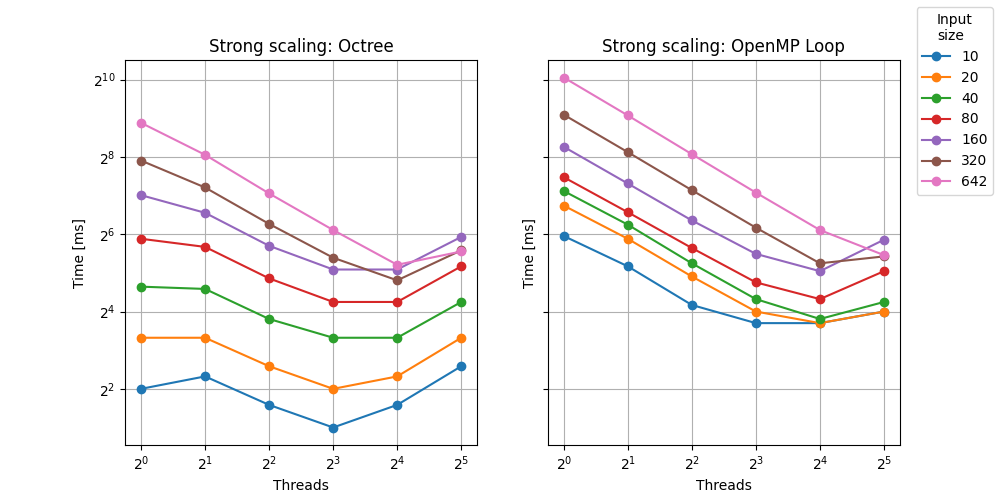 Strong scaling: Octree
Time [ms]
2^10
2^8
2^6
2^4
2^2
2^0 2^1 2^2 2^3 2^4 2^5
Threads
Strong scaling: OpenMP Loop
Time [ms]
2^0 2^1 2^2 2^3 2^4 2^5
Threads
Input
size
10
20
40
80
160
320
642